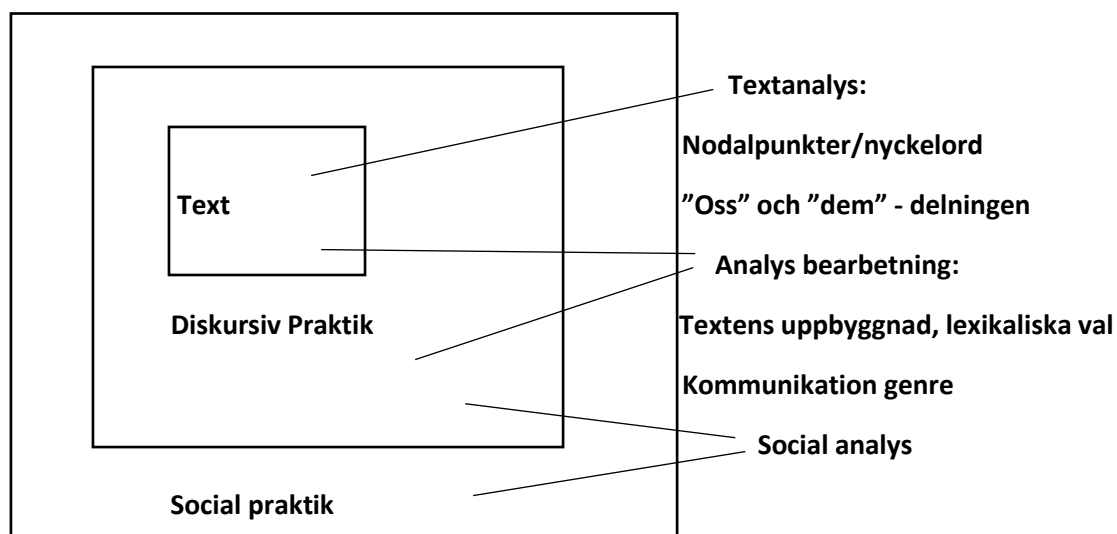 Textanalys:
Nodalpunkter/nyckelord
Text
”Oss” och ”dem” - delningen
Analys bearbetning:
Diskursiv Praktik
Textens uppbyggnad, lexikaliska val
Kommunikation genre
Social analys
Social praktik